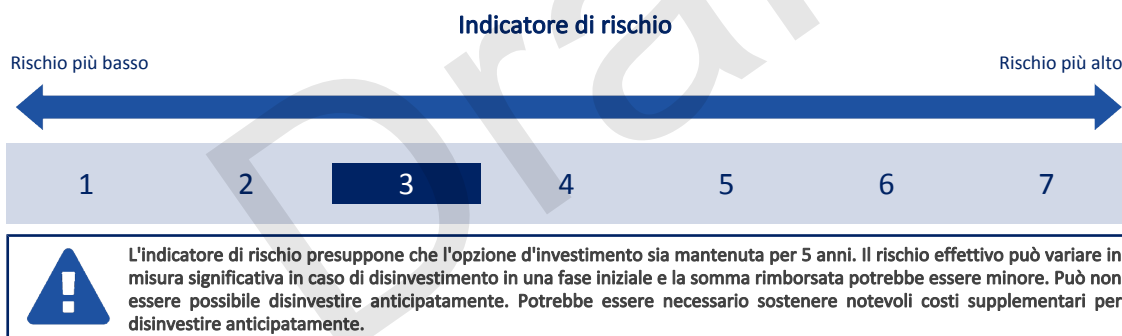 Indicatore di rischio
Rischio più basso
Rischio più alto
1 2 3 4 5 6 7
L'indicatore di rischio presuppone che l'opzione d'investimento sia mantenuta per 5 anni. Il rischio effettivo può variare in
misura significativa in caso di disinvestimento in una fase iniziale e la somma rimborsata potrebbe essere minore. Può non
essere possibile disinvestire anticipatamente. Potrebbe essere necessario sostenere notevoli costi supplementari per
disinvestire anticipatamente.